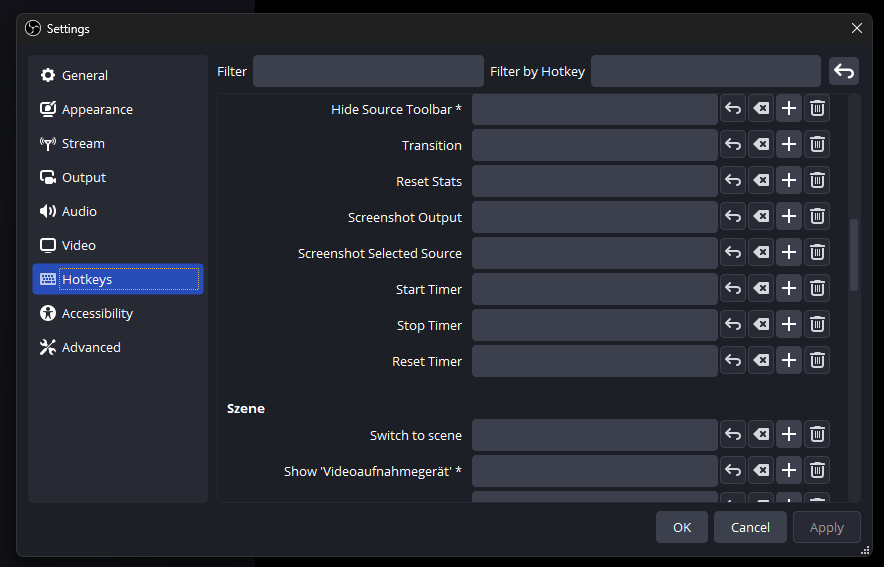 Settings
General
Appearance
Stream
Output
Audio
Video
Hotkeys
Accessibility
Advanced
Filter
Filter by Hotkey
Hide Source Toolbar *
Transition
Reset Stats
Screenshot Output
Screenshot Selected Source
Start Timer
Stop Timer
Reset Timer
Szene
Switch to scene
Show 'Videoaufnahmegerät' *
OK
Cancel
Apply